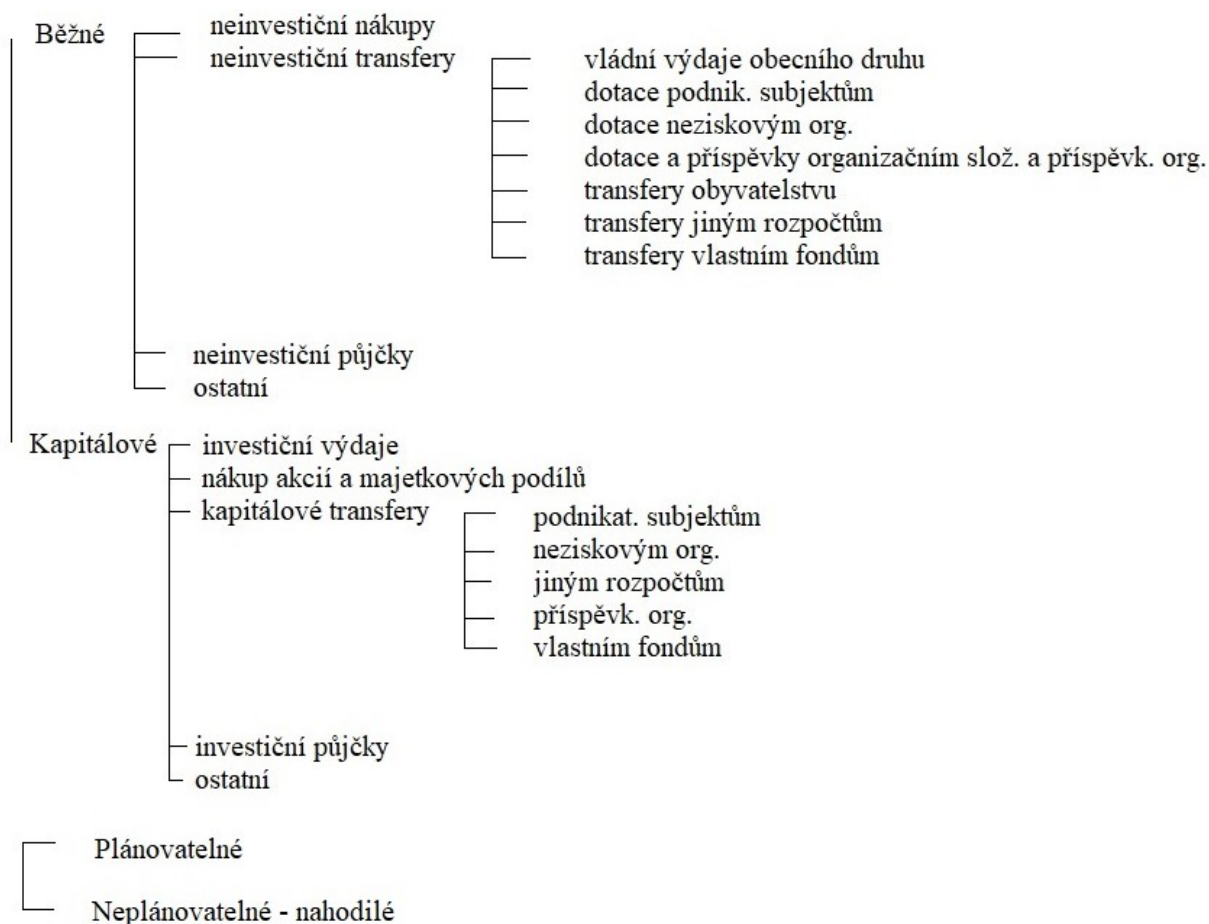 Běžné
neinvestiční nákupy
neinvestiční transfery
vládní výdaje obecního druhu
dotace podnik. subjektům
dotace neziskovým org.
dotace a příspěvky organizačním slož. a příspěvk. org.
transfery obyvatelstvu
transfery jiným rozpočtům
transfery vlastním fondům
neinvestiční půjčky
ostatní
Kapitálové
investiční výdaje
nákup akcií a majetkových podílů
kapitálové transfery
podnikat. subjektům
neziskovým org.
jiným rozpočtům
příspěvk. org.
vlastním fondům
investiční půjčky
ostatní
Plánovatelné
Neplánovatelné - nahodilé